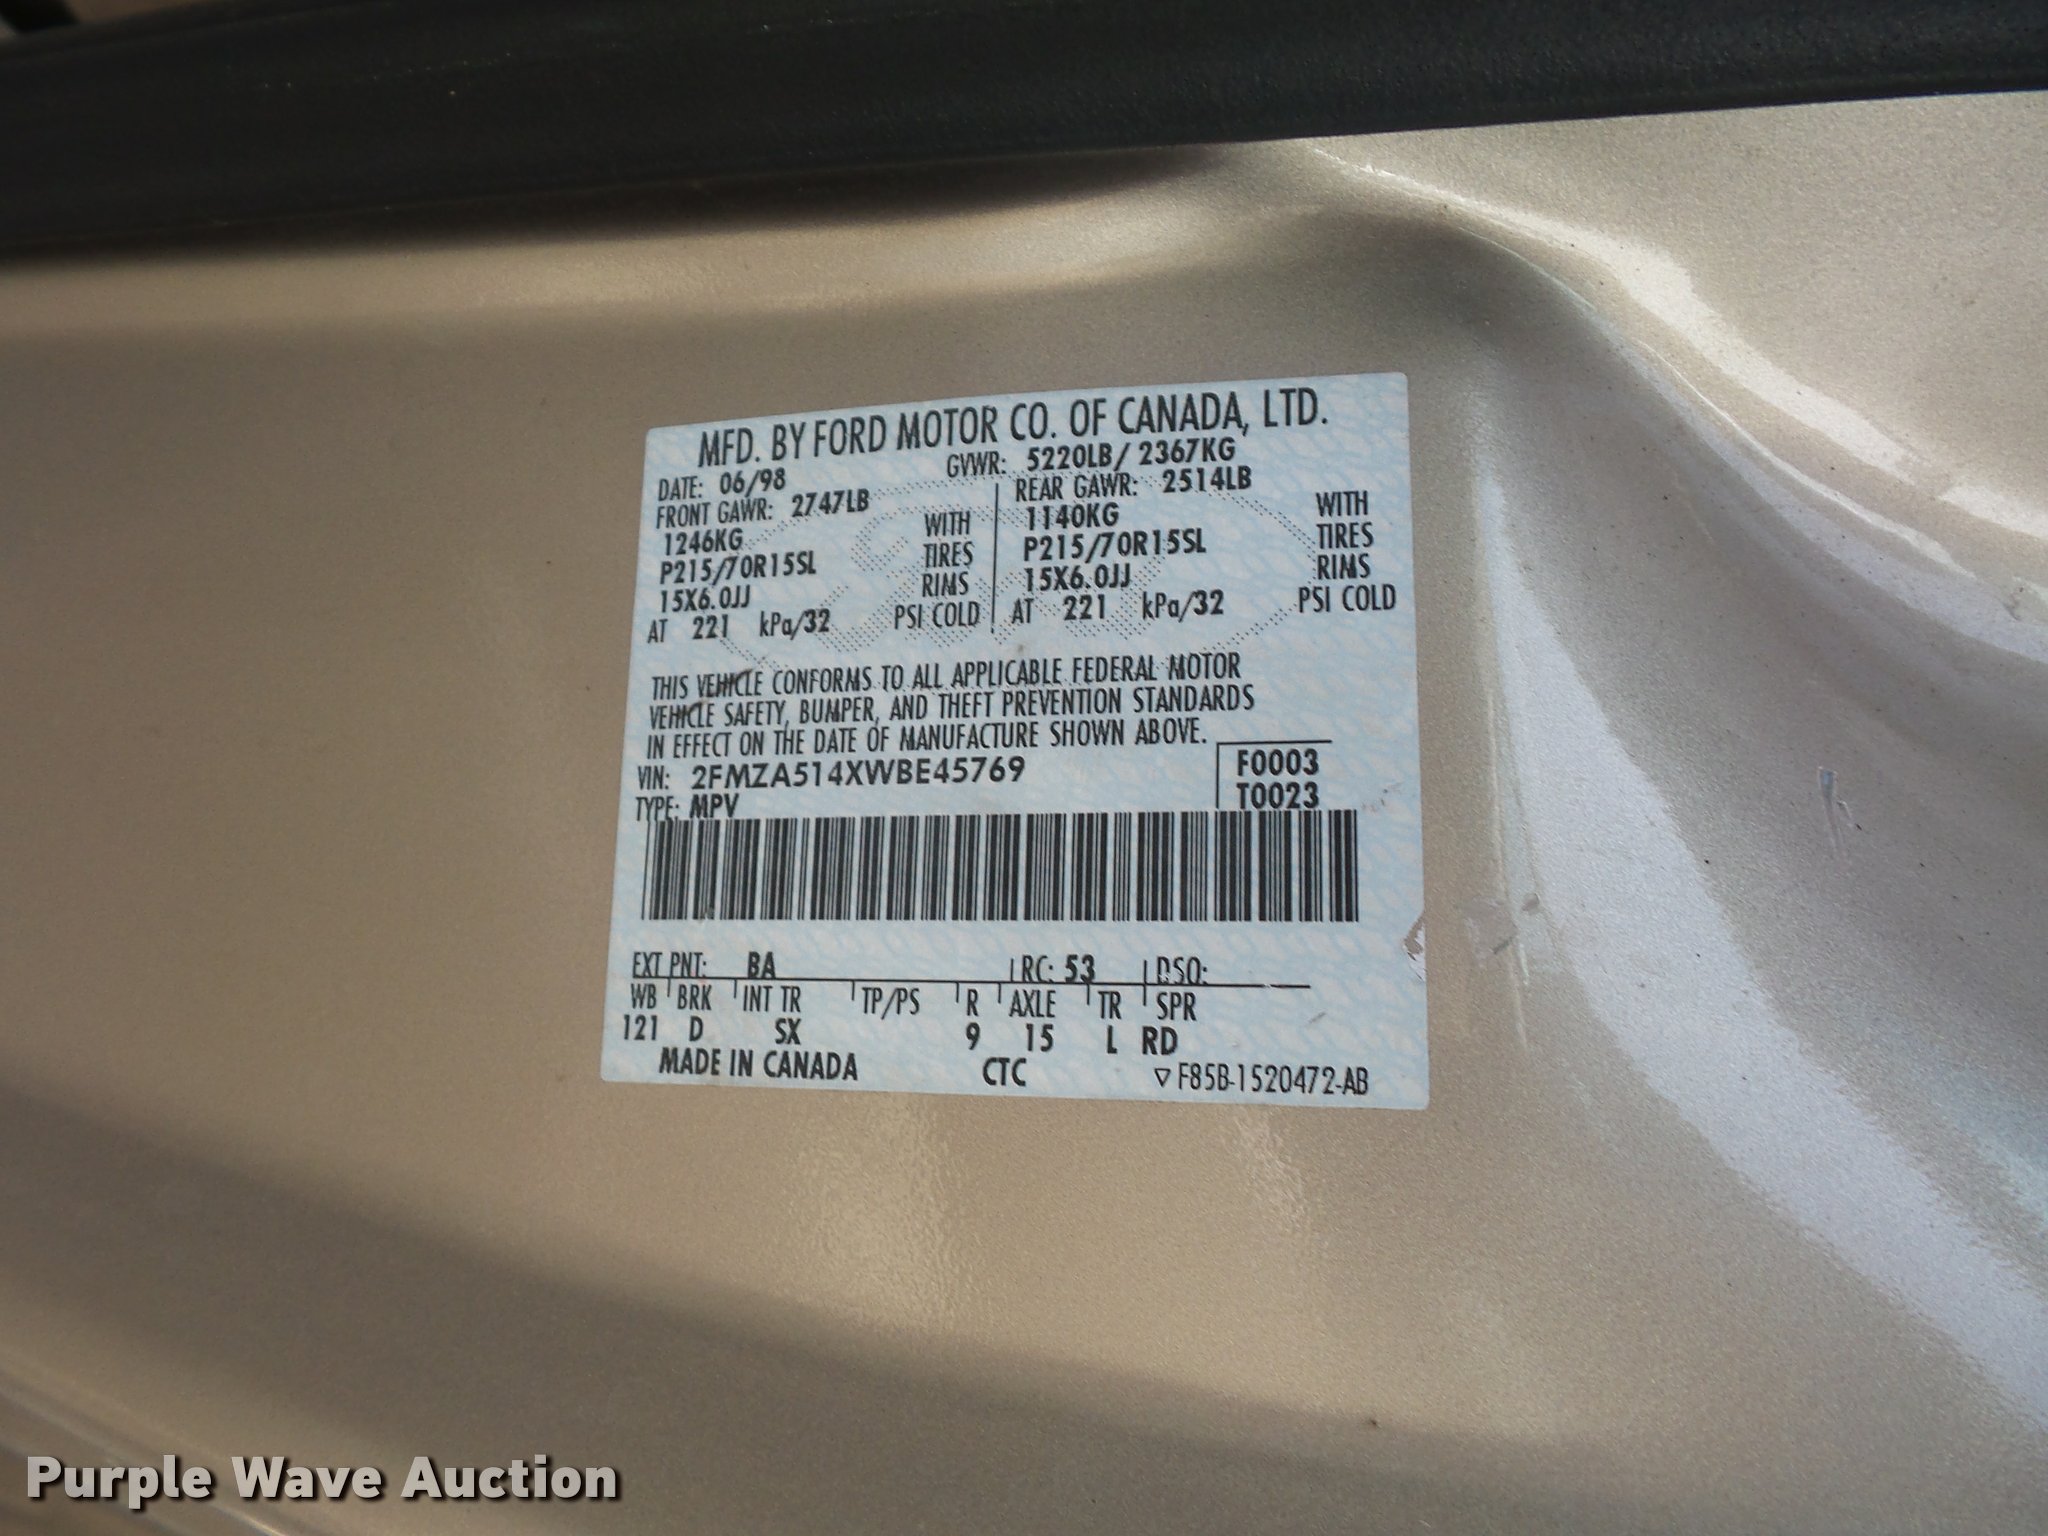 MFD. BY FORD MOTOR CO. OF CANADA, LTD.
DATE: 06/98 GVWR: 5220LB/ 2367KG
FRONT GAWR: 2747LB REAR GAWR: 2514LB
1246KG WITH 1140KG WITH
P215/70R15SL TIRES P215/70R15SL TIRES
15X6.0JJ RIMS 15X6.0JJ RIMS
AT 221 kPa/32 PSI COLD AT 221 kPa/32 PSI COLD
THIS VEHICLE CONFORMS TO ALL APPLICABLE FEDERAL MOTOR
VEHICLE SAFETY, BUMPER, AND THEFT PREVENTION STANDARDS
IN EFFECT ON THE DATE OF MANUFACTURE SHOWN ABOVE.
VIN: 2FMZA514XWBE45769 F0003
TYPE: MPV T0023
EXT PNT: BA RC: 53 DSO:
WB BRK INT TR TP/PS R AXLE TR SPR
121 D SX 9 15 L RD
MADE IN CANADA CTC ▽ F85B-1520472-AB
Purple Wave Auction